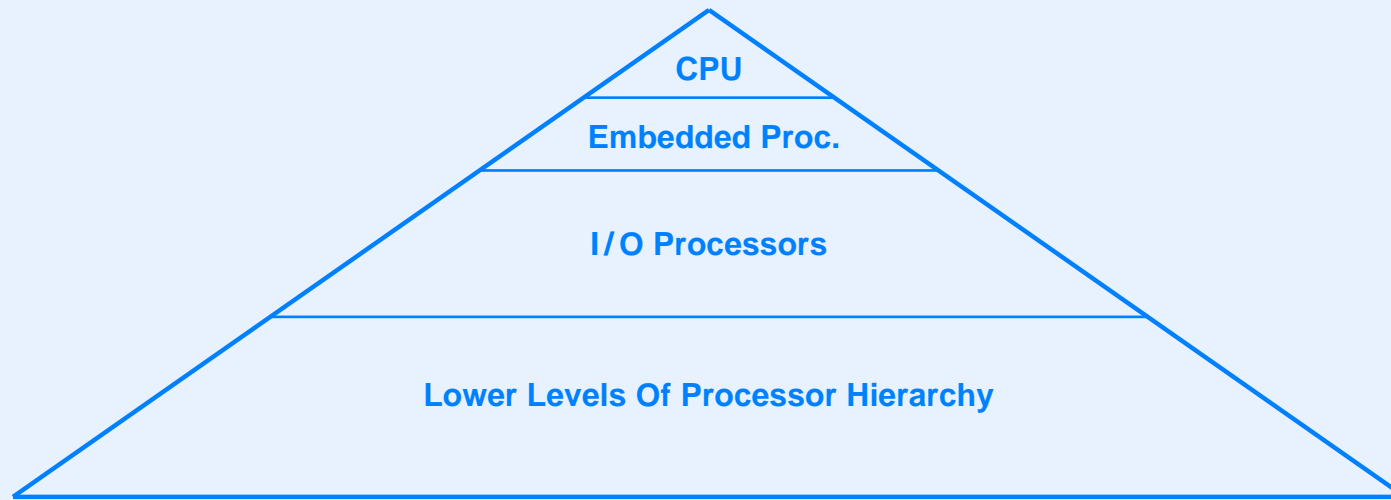 CPU
Embedded Proc.
I/O Processors
Lower Levels Of Processor Hierarchy